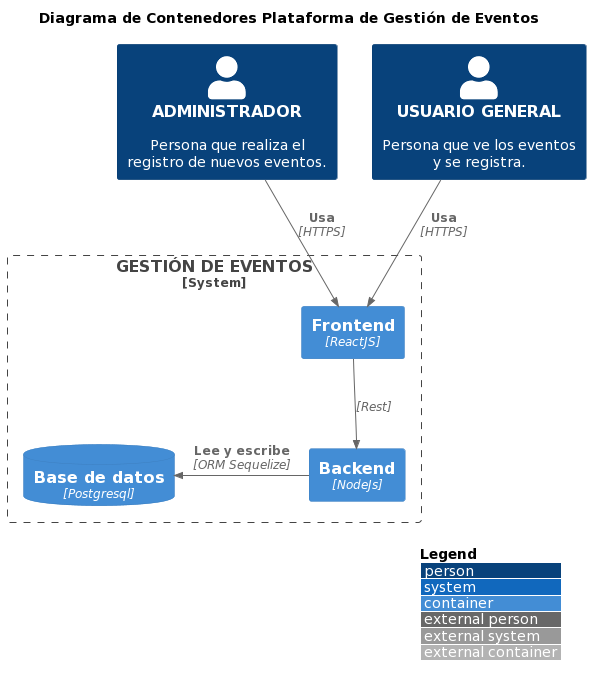 Diagrama de Contenedores Plataforma de Gestión de Eventos
ADMINISTRADOR
Persona que realiza el
registro de nuevos eventos.
USUARIO GENERAL
Persona que ve los eventos
y se registra.
Usa
[HTTPS]
Usa
[HTTPS]
GESTIÓN DE EVENTOS
[System]
Frontend
[ReactJS]
[Rest]
Lee y escribe
[ORM Sequelize]
Base de datos
[Postgresql]
Backend
[NodeJs]
Legend
person
system
container
external person
external system
external container